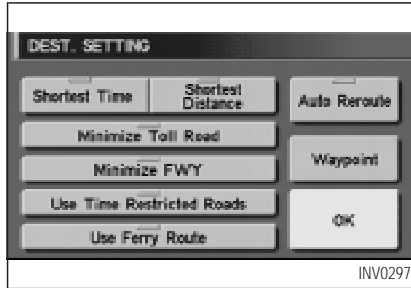 DEST. SETTING
Shortest Time
Shortest
Distance
Auto Reroute
Minimize Toll Road
Minimize FWY
Waypoint
Use Time Restricted Roads
Use Ferry Route
OK
INV0297